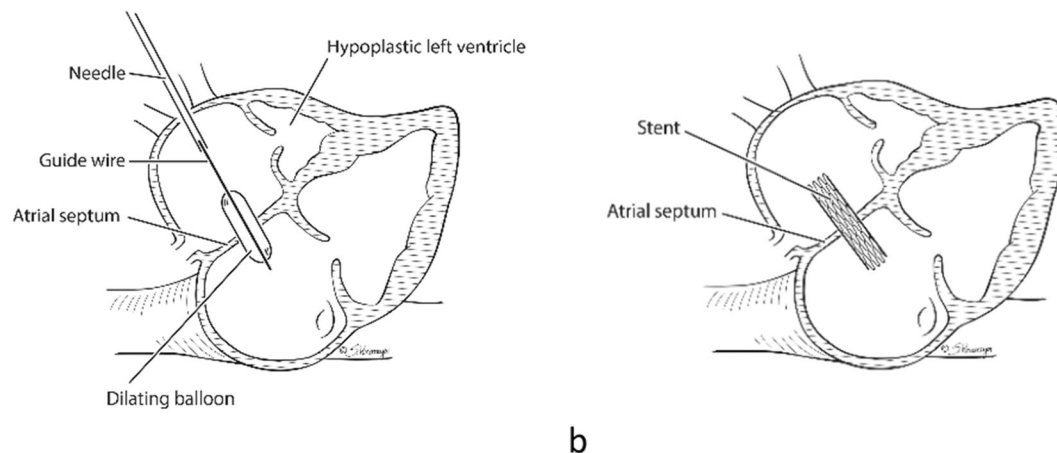 Needle
Hypoplastic left ventricle
Guide wire
Atrial septum
Dilating balloon
Stent
Atrial septum
b